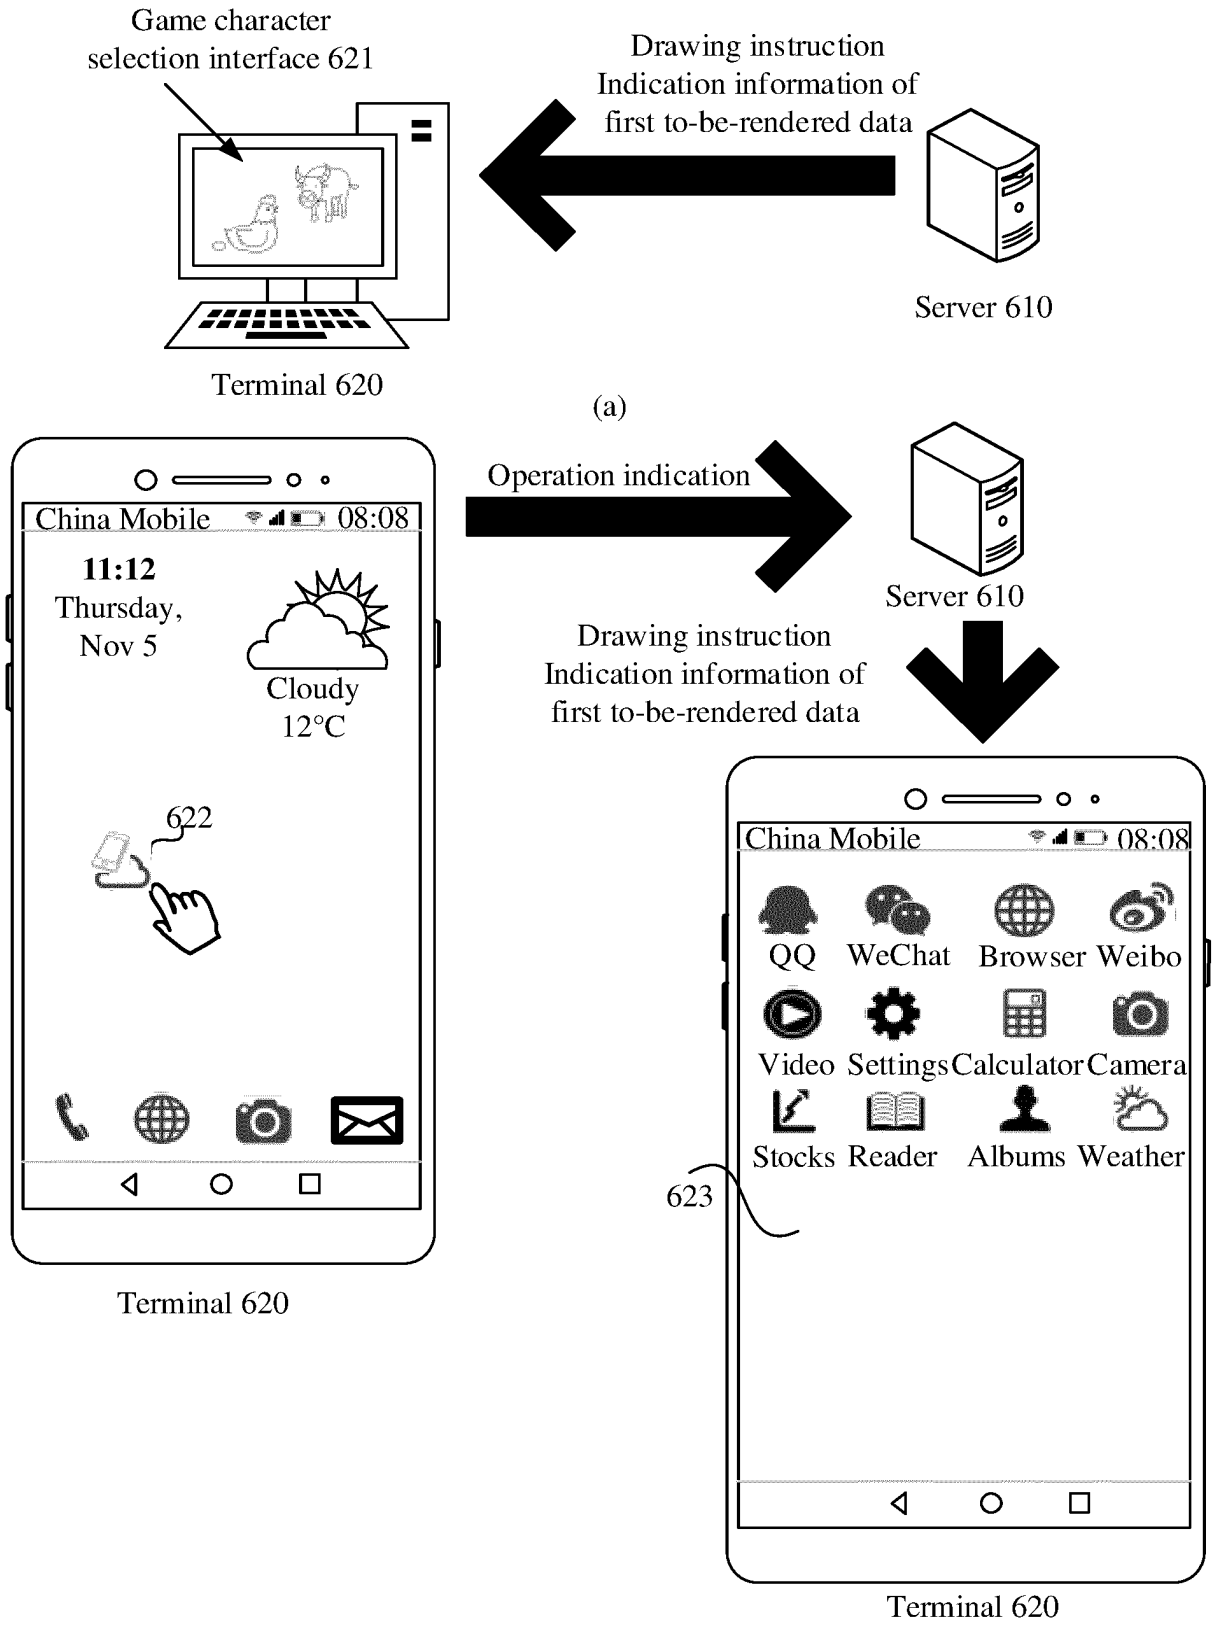 Game character
selection interface 621
Drawing instruction
Indication information of
first to-be-rendered data
Server 610
Terminal 620
(a)
China Mobile 08:08
11:12
Thursday,
Nov 5
Cloudy
12°C
622
Terminal 620
Operation indication
Server 610
Drawing instruction
Indication information of
first to-be-rendered data
China Mobile 08:08
QQ WeChat Browser Weibo
Video Settings Calculator Camera
Stocks Reader Albums Weather
623
Terminal 620